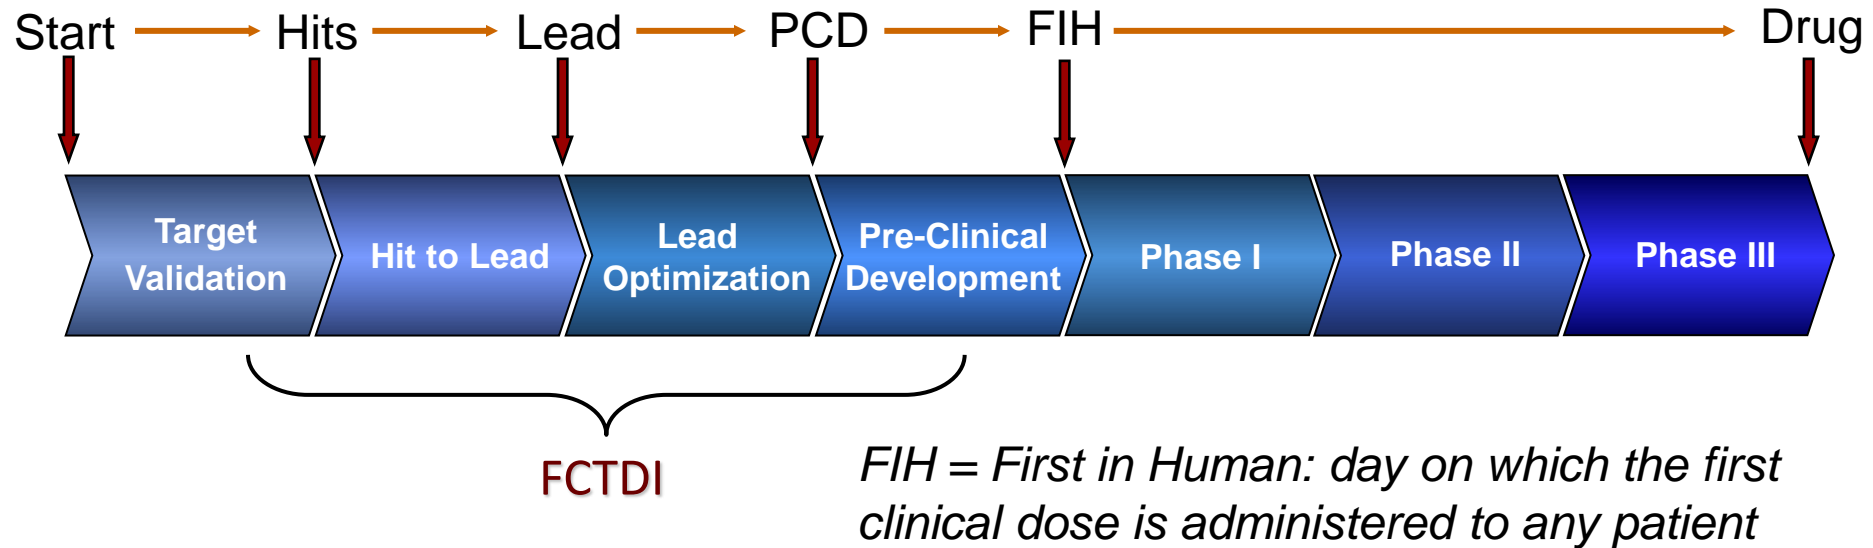 Start Hits Lead PCD FIH Drug
Target
Validation
Hit to Lead
Lead
Optimization
Pre-Clinical
Development
Phase I
Phase II
Phase III
FCTDI
FIH = First in Human: day on which the first
clinical dose is administered to any patient